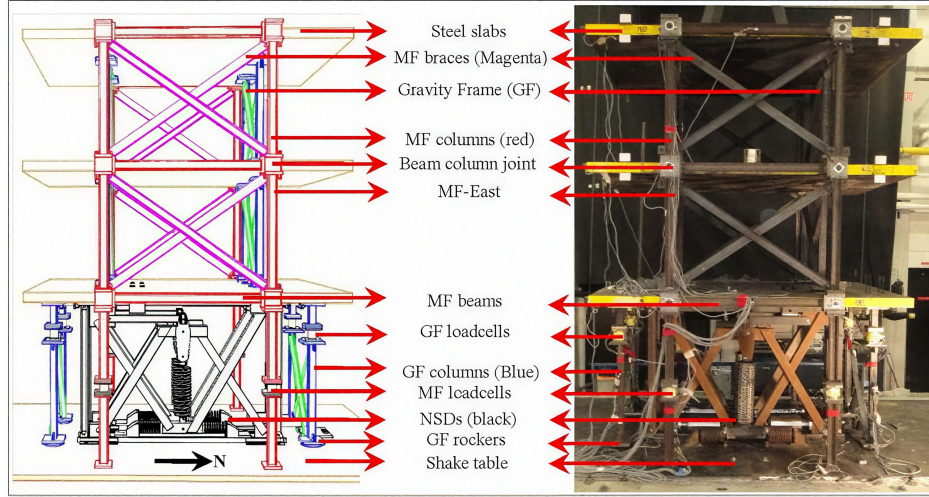 Steel slabs
MF braces (Magenta)
Gravity Frame (GF)
MF columns (red)
Beam column joint
MF-East
MF beams
GF loadcells
GF columns (Blue)
MF loadcells
NSDs (black)
GF rockers
Shake table
N